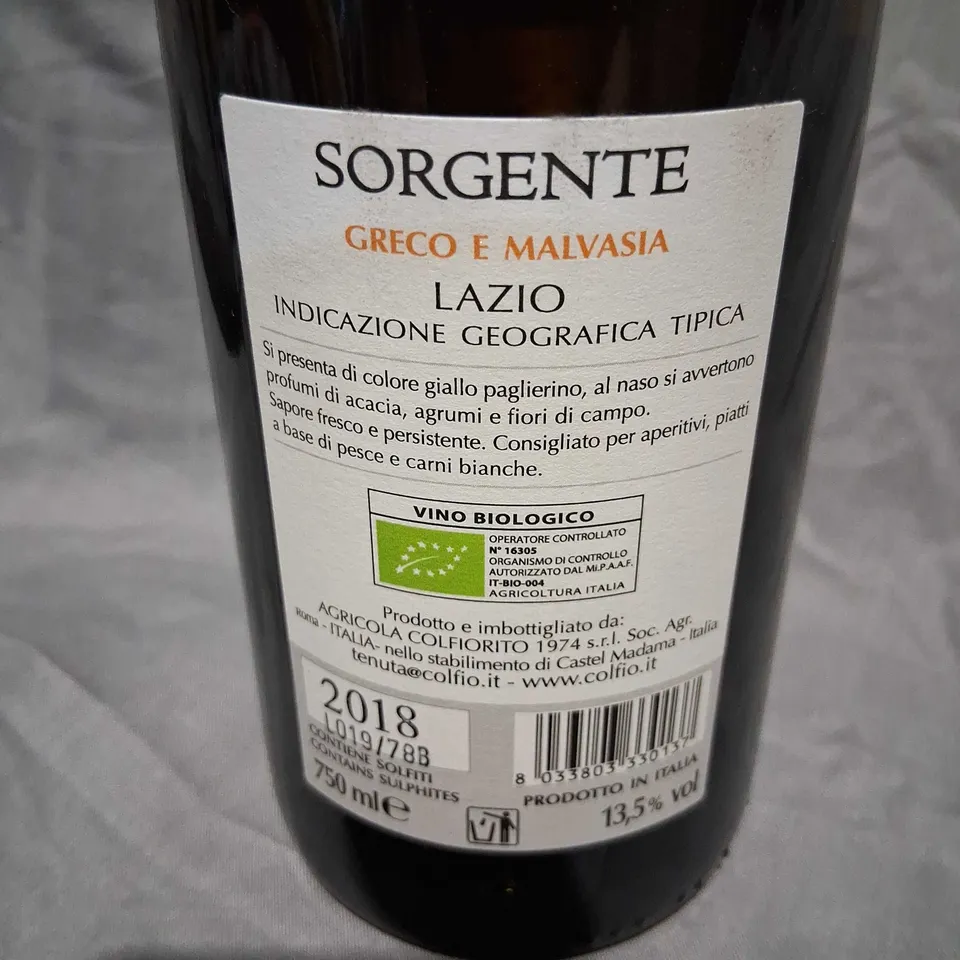 SORGENTE
GRECO E MALVASIA
LAZIO
INDICAZIONE GEOGRAFICA TIPICA
Si presenta di colore giallo paglierino, al naso si avvertono
profumi di acacia, agrumi e fiori di campo.
Sapore fresco e persistente. Consigliato per aperitivi, piatti
a base di pesce e carni bianche.
VINO BIOLOGICO
OPERATORE CONTROLLATO
N° 16305
ORGANISMO DI CONTROLLO
AUTORIZZATO DAL Mi.P.A.A.F.
IT-BIO-004
AGRICOLTURA ITALIA
Prodotto e imbottigliato da:
AGRICOLA COLFIORITO 1974 s.r.l. Soc. Agr.
Roma - ITALIA- nello stabilimento di Castel Madama - Italia
tenuta@colfio.it - www.colfio.it
2018
L019/78B
CONTIENE SOLFITI
CONTAINS SULPHITES
750 ml e
8 033803 330137
PRODOTTO IN ITALIA
13,5% vol